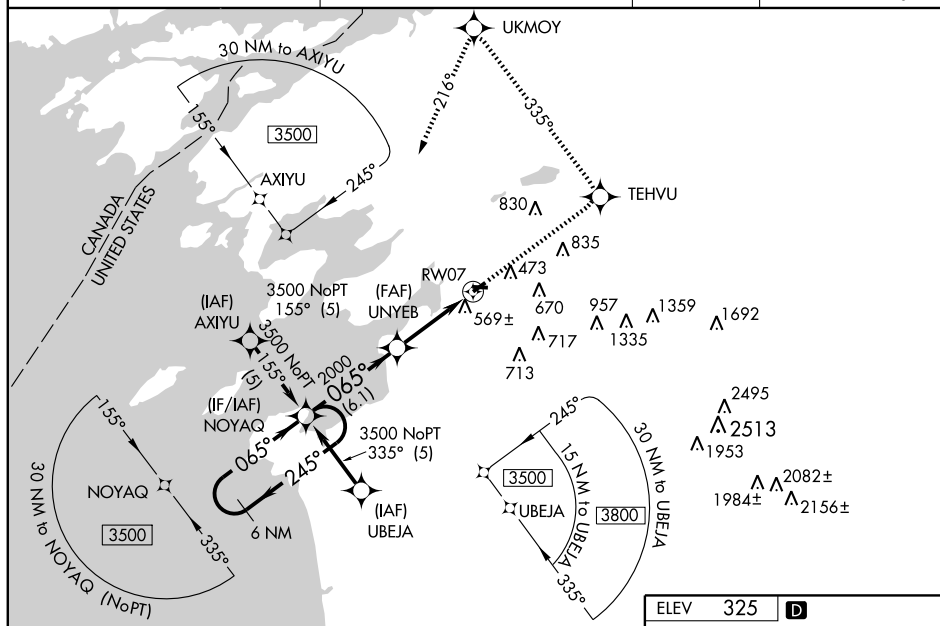 UKMOY
30 NM to AXIYU
216°
335°
155°
3500
AXIYU
245°
TEHVU
830
CANADA
UNITED STATES
835
RW07
473
3500 NoPT
155° (5)
(IAF)
AXIYU
(FAF)
UNYEB
569±
670
957
1359
1692
1335
717
713
3500 NoPT
155°
(5)
2000
065°
(6.1)
(IF/IAF)
NOYAQ
3500 NoPT
335° (5)
065°
245°
6 NM
(IAF)
UBEJA
155°
NOYAQ
3500
335°
30 NM to NOYAQ (NoPT)
245°
3500
UBEJA
15 NM to UBEJA
3800
30 NM to UBEJA
335°
2495
2513
1953
1984±
2082±
2156±
ELEV 325 D